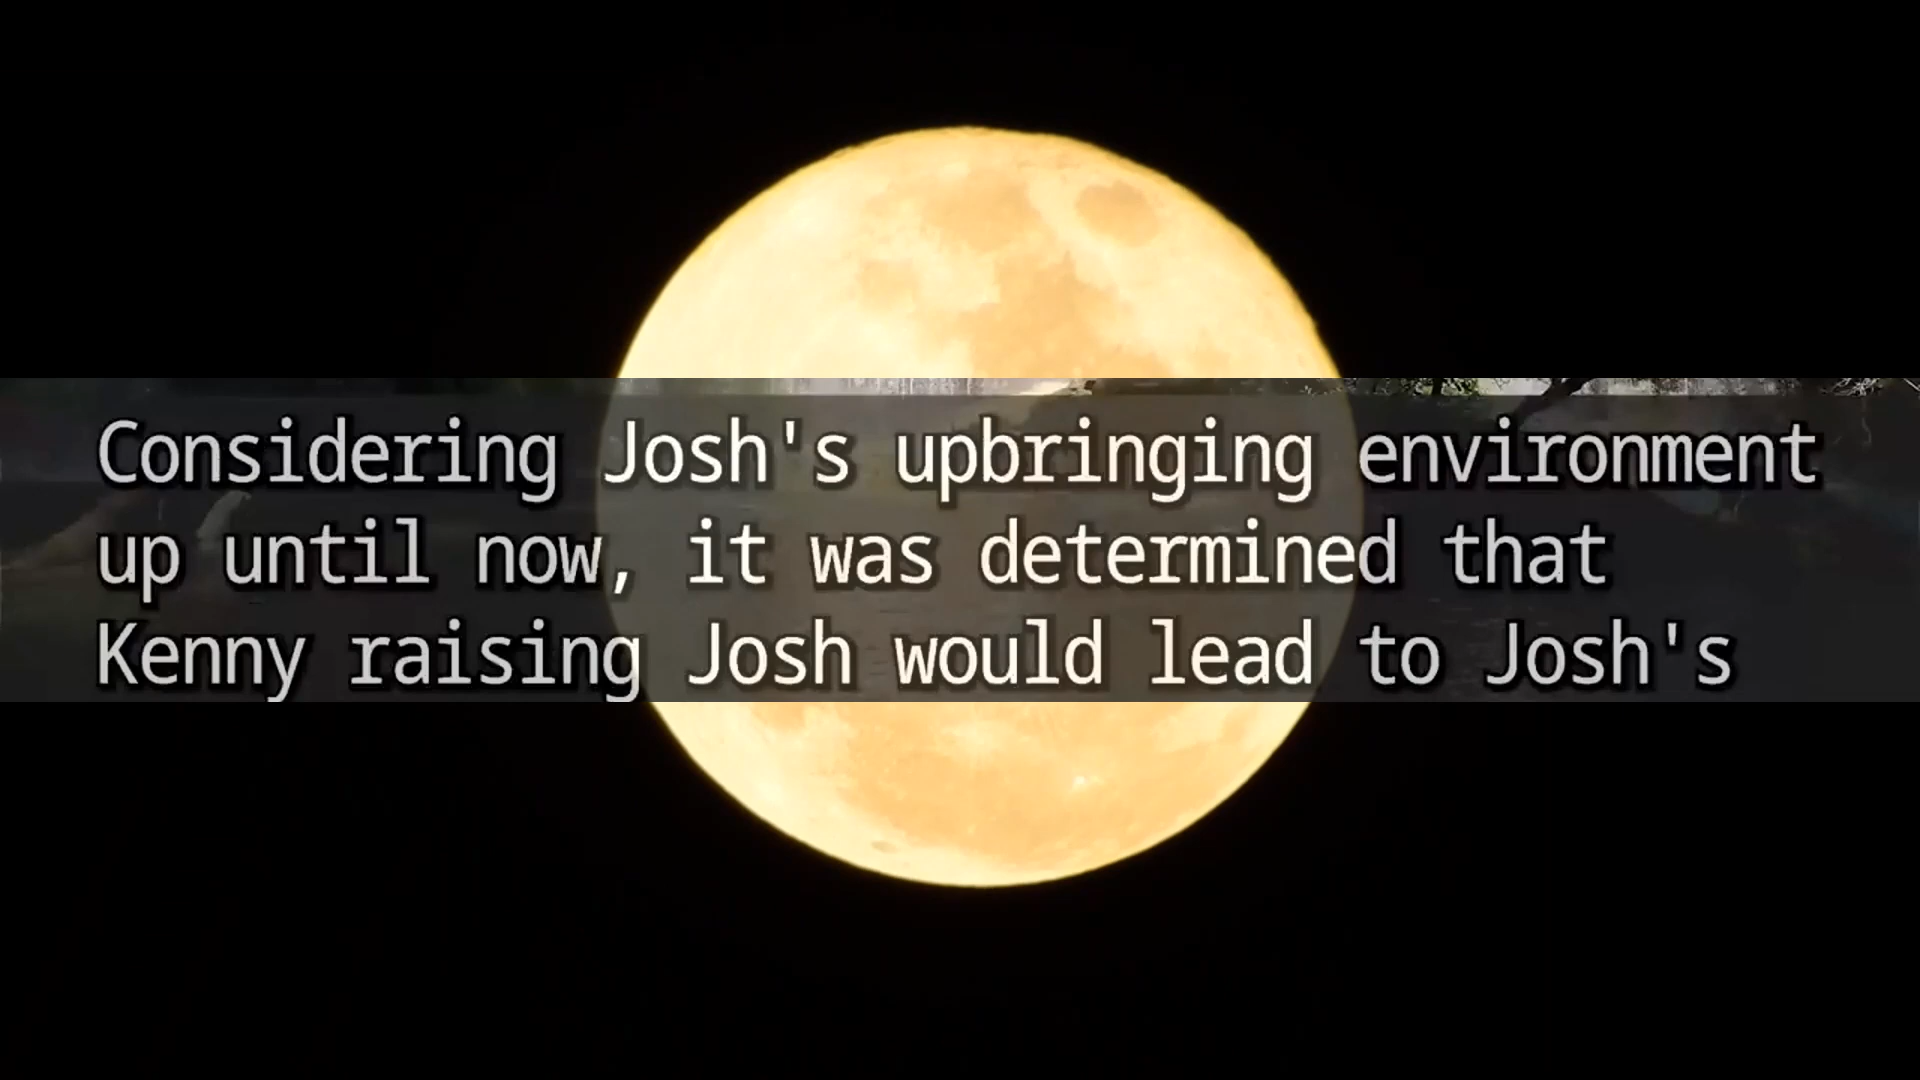 Considering Josh's upbringing environment
up until now, it was determined that
Kenny raising Josh would lead to Josh's